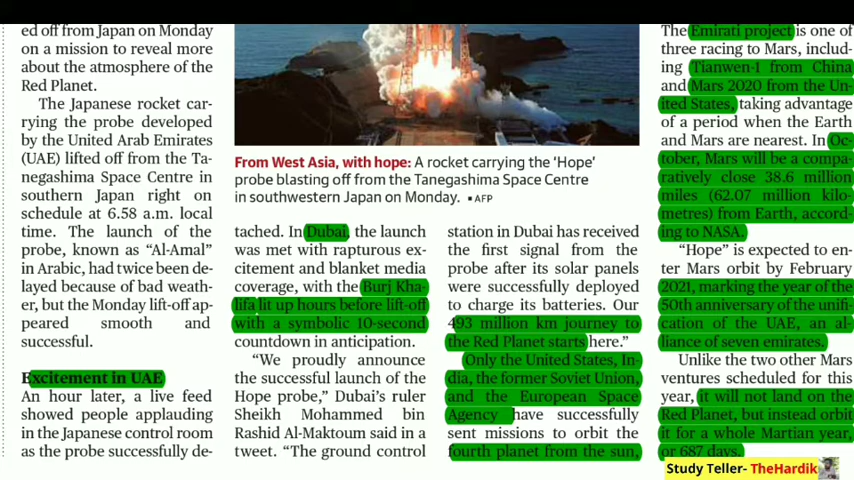 ed off from Japan on Monday
on a mission to reveal more
about the atmosphere of the
Red Planet.
The Japanese rocket car-
rying the probe developed
by the United Arab Emirates
(UAE) lifted off from the Ta-
negashima Space Centre in
southern Japan right on
schedule at 6.58 a.m. local
time. The launch of the
probe, known as “Al-Amal”
in Arabic, had twice been de-
layed because of bad weath-
er, but the Monday lift-off ap-
peared smooth and
successful.
Excitement in UAE
An hour later, a live feed
showed people applauding
in the Japanese control room
as the probe successfully de-
From West Asia, with hope: A rocket carrying the ‘Hope’
probe blasting off from the Tanegashima Space Centre
in southwestern Japan on Monday. ▪ AFP
tached. In Dubai, the launch
was met with rapturous ex-
citement and blanket media
coverage, with the Burj Kha-
lifa lit up hours before lift-off
with a symbolic 10-second
countdown in anticipation.
“We proudly announce
the successful launch of the
Hope probe,” Dubai’s ruler
Sheikh Mohammed bin
Rashid Al-Maktoum said in a
tweet. “The ground control
station in Dubai has received
the first signal from the
probe after its solar panels
were successfully deployed
to charge its batteries. Our
493 million km journey to
the Red Planet starts here.”
Only the United States, In-
dia, the former Soviet Union,
and the European Space
Agency have successfully
sent missions to orbit the
fourth planet from the sun,
The Emirati project is one of
three racing to Mars, includ-
ing Tianwen-1 from China
and Mars 2020 from the Un-
ited States, taking advantage
of a period when the Earth
and Mars are nearest. In Oc-
tober, Mars will be a compa-
ratively close 38.6 million
miles (62.07 million kilo-
metres) from Earth, accord-
ing to NASA.
“Hope” is expected to en-
ter Mars orbit by February
2021, marking the year of the
50th anniversary of the unifi-
cation of the UAE, an al-
liance of seven emirates.
Unlike the two other Mars
ventures scheduled for this
year, it will not land on the
Red Planet, but instead orbit
it for a whole Martian year,
or 687 days.
Study Teller- TheHardik